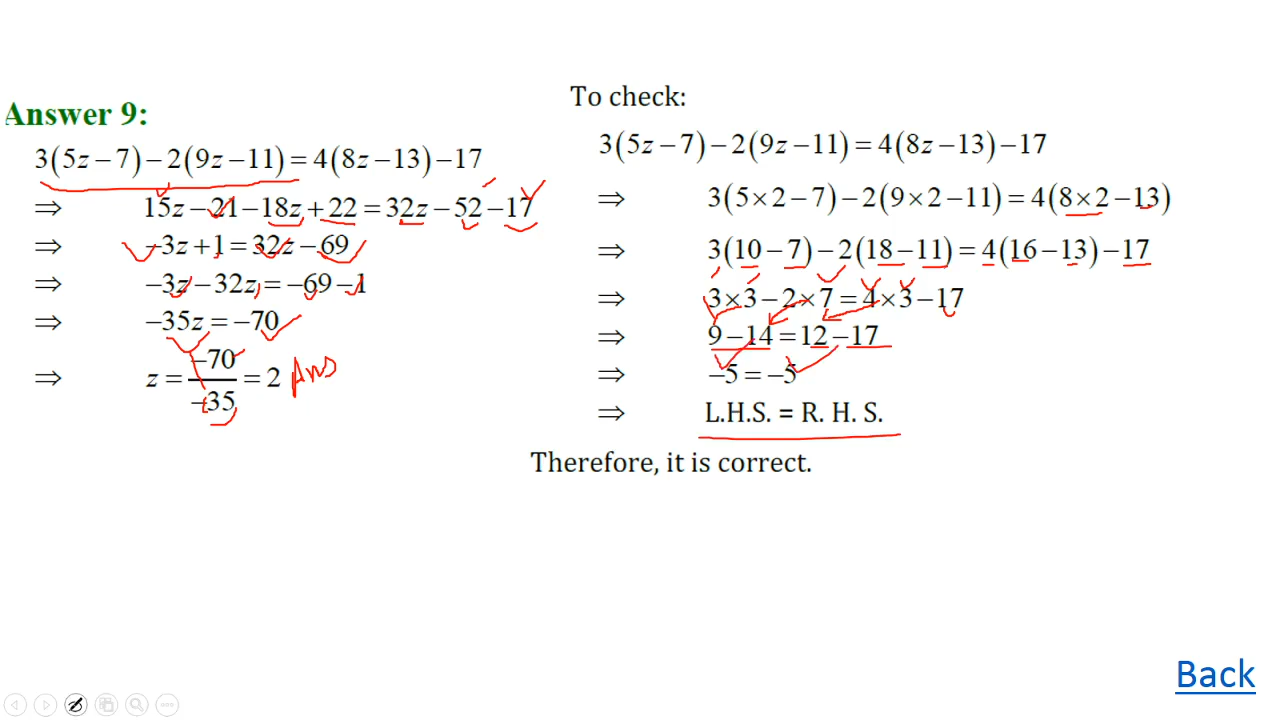 Answer 9:
3(5z−7)−2(9z−11)=4(8z−13)−17
⇒ 15z−21−18z+22=32z−52−17
⇒ −3z+1=32z−69
⇒ −3z−32z=−69−1
⇒ −35z=−70
⇒ z=−70/−35=2 Ans
To check:
3(5z−7)−2(9z−11)=4(8z−13)−17
⇒ 3(5×2−7)−2(9×2−11)=4(8×2−13)
⇒ 3(10−7)−2(18−11)=4(16−13)−17
⇒ 3×3−2×7=4×3−17
⇒ 9−14=12−17
⇒ −5=−5
⇒ L.H.S. = R. H. S.
Therefore, it is correct.
Back